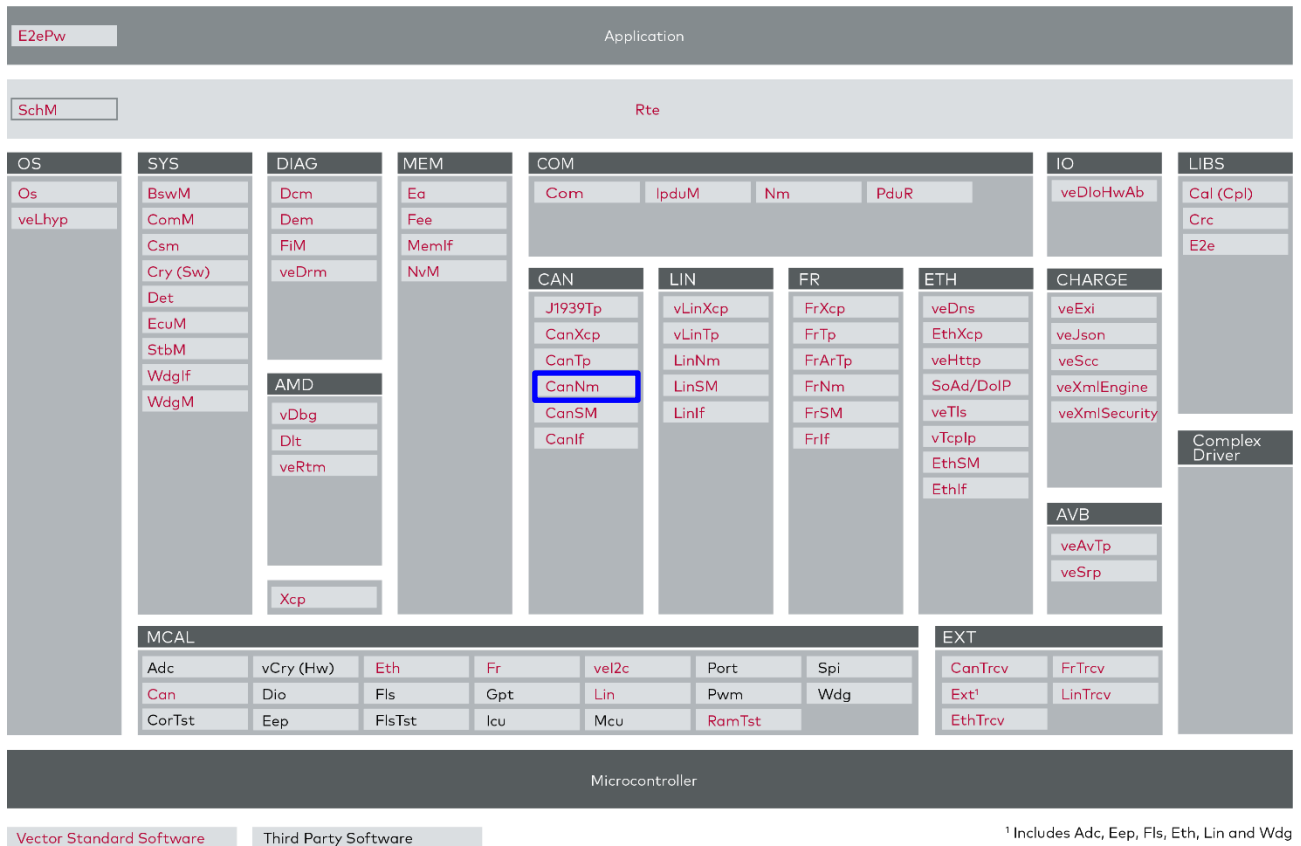 E2ePw
Application
SchM
Rte
OS
Os
veLhyp
SYS
BswM
ComM
Csm
Cry (Sw)
Det
EcuM
StbM
WdgIf
WdgM
DIAG
Dcm
Dem
FiM
veDrm
AMD
vDbg
Dlt
veRtm
Xcp
MEM
Ea
Fee
MemIf
NvM
COM
Com IpduM Nm PduR
CAN
J1939Tp
CanXcp
CanTp
CanNm
CanSM
CanIf
LIN
vLinXcp
vLinTp
LinNm
LinSM
LinIf
FR
FrXcp
FrTp
FrArTp
FrNm
FrSM
FrIf
ETH
veDns
EthXcp
veHttp
SoAd/DoIP
veTls
vTcpIp
EthSM
EthIf
IO
veDIoHwAb
CHARGE
veExi
veJson
veScc
veXmlEngine
veXmlSecurity
AVB
veAvTp
veSrp
LIBS
Cal (Cpl)
Crc
E2e
Complex
Driver
MCAL
Adc vCry (Hw) Eth Fr veI2c Port Spi
Can Dio Fls Gpt Lin Pwm Wdg
CorTst Eep FlsTst Icu Mcu RamTst
EXT
CanTrcv FrTrcv
Ext¹ LinTrcv
EthTrcv
Microcontroller
Vector Standard Software
Third Party Software
¹ Includes Adc, Eep, Fls, Eth, Lin and Wdg